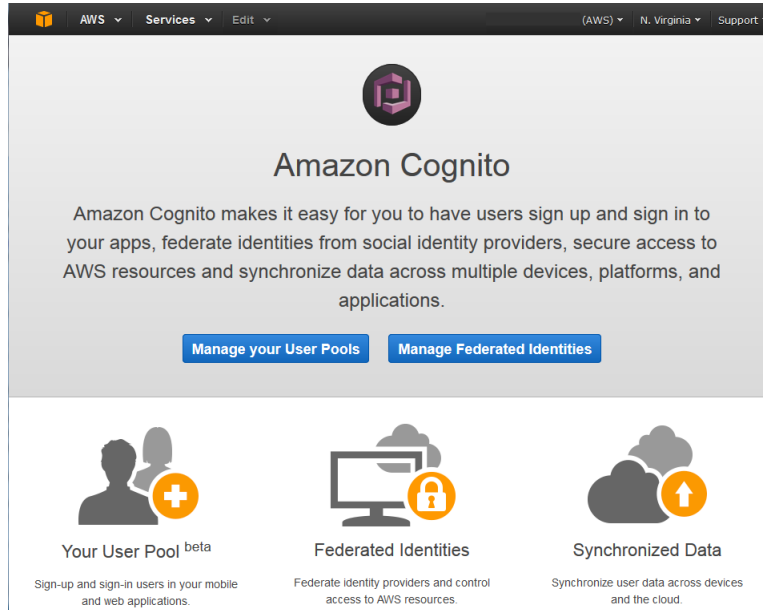 AWS Services Edit (AWS) N. Virginia Support
Amazon Cognito
Amazon Cognito makes it easy for you to have users sign up and sign in to
your apps, federate identities from social identity providers, secure access to
AWS resources and synchronize data across multiple devices, platforms, and
applications.
Manage your User Pools Manage Federated Identities
Your User Pool beta Federated Identities Synchronized Data
Sign-up and sign-in users in your mobile
and web applications.
Federate identity providers and control
access to AWS resources.
Synchronize user data across devices
and the cloud.